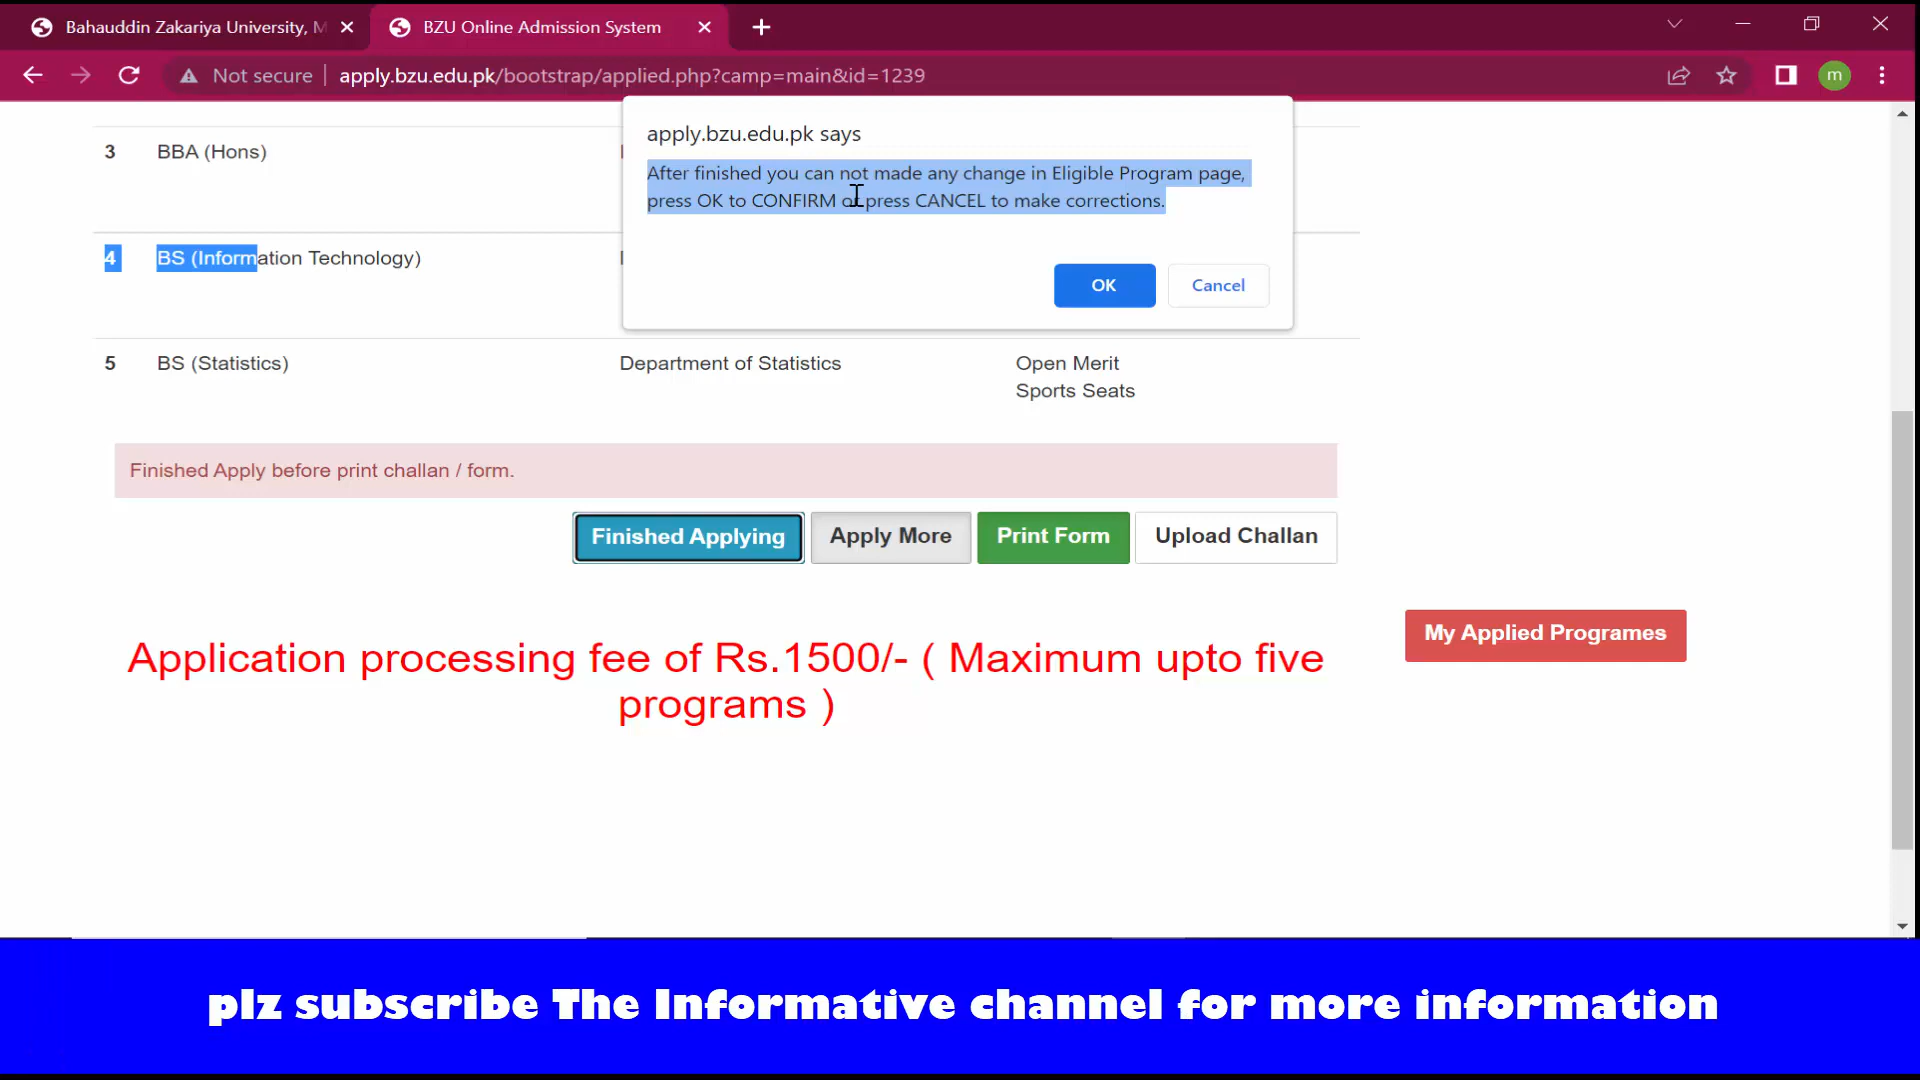 Bahauddin Zakariya University, M
BZU Online Admission System
Not secure
apply.bzu.edu.pk/bootstrap/applied.php?camp=main&id=1239
m
apply.bzu.edu.pk says
After finished you can not made any change in Eligible Program page,
press OK to CONFIRM or press CANCEL to make corrections.
OK
Cancel
3 BBA (Hons)
4 BS (Information Technology)
5 BS (Statistics) Department of Statistics Open Merit
Sports Seats
Finished Apply before print challan / form.
Finished Applying
Apply More
Print Form
Upload Challan
My Applied Programes
Application processing fee of Rs.1500/- ( Maximum upto five
programs )
plz subscribe The Informative channel for more information